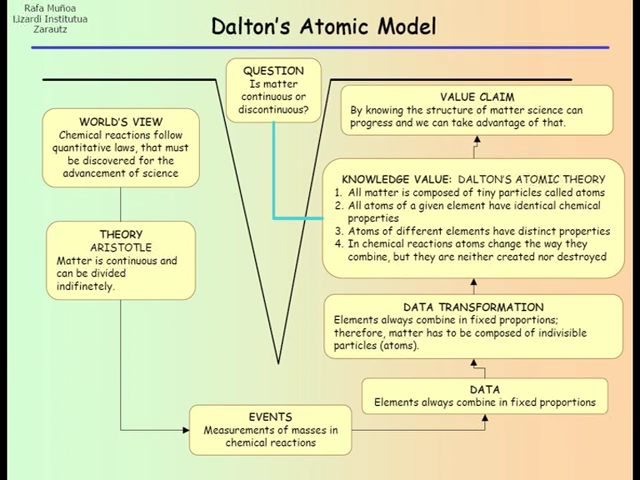 Rafa Muñoa
Lizardi Institutua
Zarautz
Dalton's Atomic Model
QUESTION
Is matter
continuous or
discontinuous?
WORLD'S VIEW
Chemical reactions follow
quantitative laws, that must
be discovered for the
advancement of science
THEORY
ARISTOTLE
Matter is continuous and
can be divided
indifinetely.
EVENTS
Measurements of masses in
chemical reactions
VALUE CLAIM
By knowing the structure of matter science can
progress and we can take advantage of that.
KNOWLEDGE VALUE: DALTON'S ATOMIC THEORY
1. All matter is composed of tiny particles called atoms
2. All atoms of a given element have identical chemical
properties
3. Atoms of different elements have distinct properties
4. In chemical reactions atoms change the way they
combine, but they are neither created nor destroyed
DATA TRANSFORMATION
Elements always combine in fixed proportions;
therefore, matter has to be composed of indivisible
particles (atoms).
DATA
Elements always combine in fixed proportions